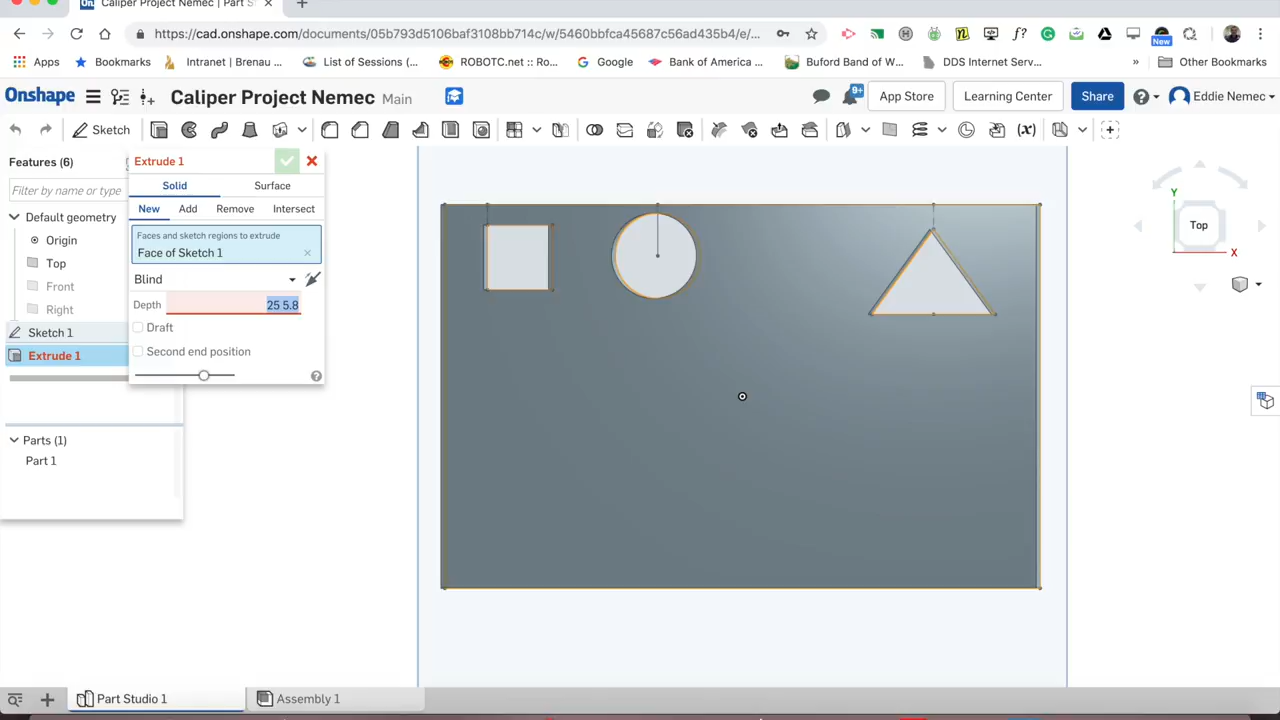 Caliper Project Nemec | Part S
https://cad.onshape.com/documents/05b793d5106baf3108bb714c/w/5460bbfca45687c56ad435b4/e/...
New
Apps Bookmarks Intranet | Brenau ... List of Sessions (... ROBOTC.net :: Ro... Google Bank of America ... Buford Band of W... DDS Internet Serv... » Other Bookmarks
Onshape Caliper Project Nemec Main 9+ App Store Learning Center Share Eddie Nemec
Sketch (x)
Features (6)
Filter by name or type
Default geometry
Origin
Top
Front
Right
Sketch 1
Extrude 1
Parts (1)
Part 1
Extrude 1
Solid Surface
New Add Remove Intersect
Faces and sketch regions to extrude
Face of Sketch 1
Blind
Depth 25 5.8
Draft
Second end position
Y
Top
X
Part Studio 1 Assembly 1